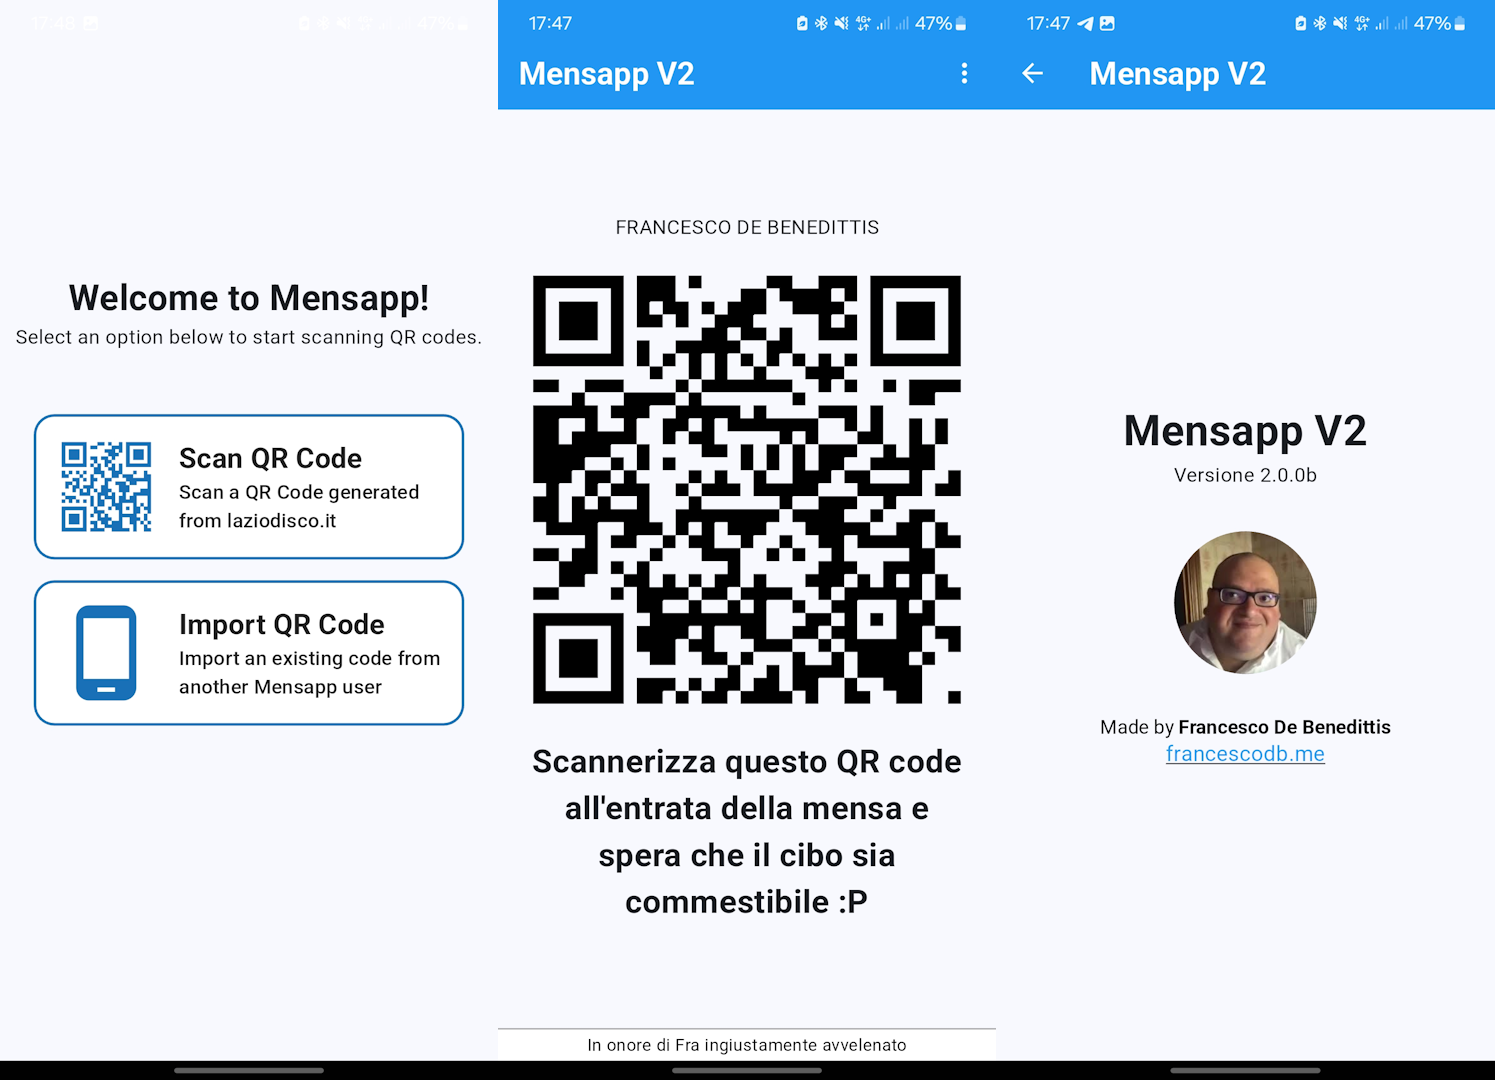 17:48
47%
Welcome to Mensapp!
Select an option below to start scanning QR codes.
Scan QR Code
Scan a QR Code generated
from laziodisco.it
Import QR Code
Import an existing code from
another Mensapp user
17:47
4G+
47%
Mensapp V2
FRANCESCO DE BENEDITTIS
Scannerizza questo QR code
all'entrata della mensa e
spera che il cibo sia
commestibile :P
In onore di Fra ingiustamente avvelenato
17:47
4G+
47%
Mensapp V2
Mensapp V2
Versione 2.0.0b
Made by Francesco De Benedittis
francescodb.me